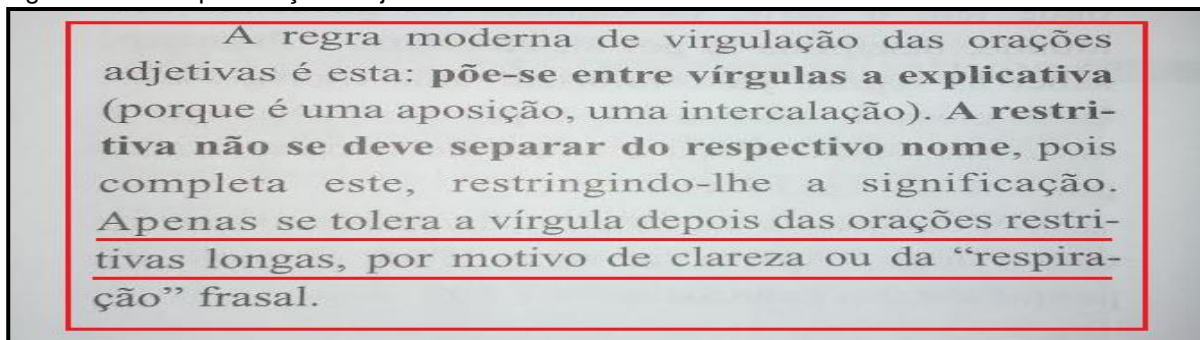 A regra moderna de virgulação das orações
adjetivas é esta: põe-se entre vírgulas a explicativa
(porque é uma aposição, uma intercalação). A restri-
tiva não se deve separar do respectivo nome, pois
completa este, restringindo-lhe a significação.
Apenas se tolera a vírgula depois das orações restri-
tivas longas, por motivo de clareza ou da “respira-
ção” frasal.